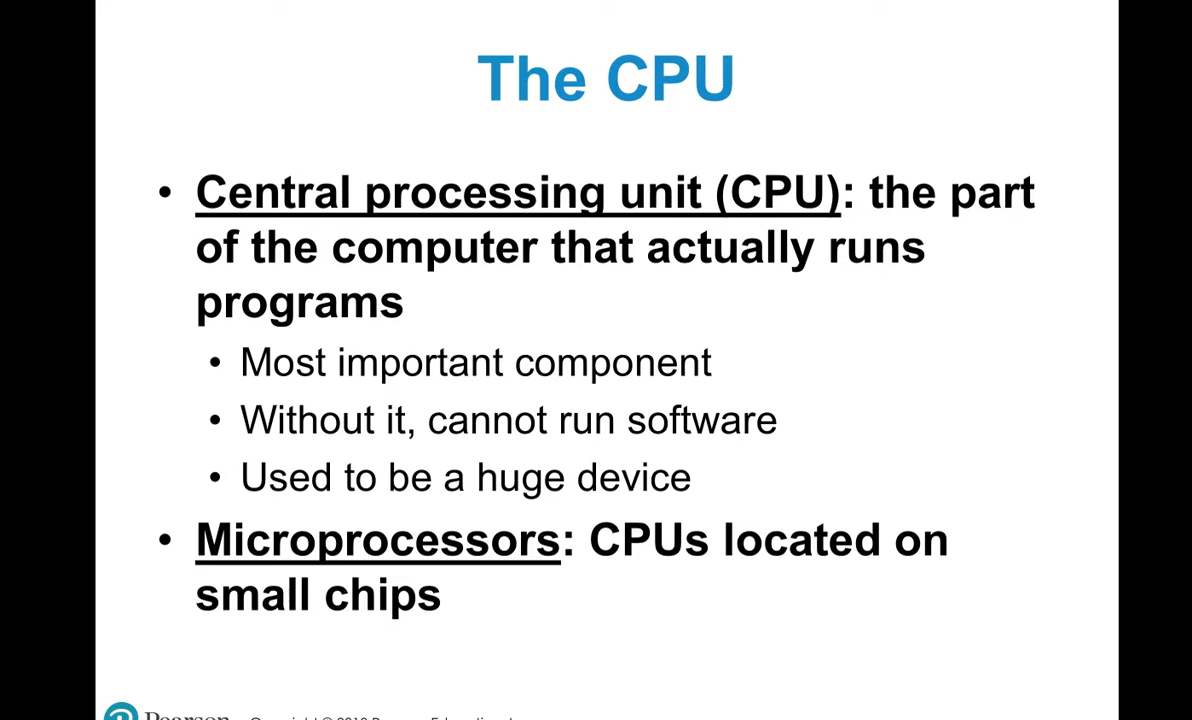 The CPU
• Central processing unit (CPU): the part
of the computer that actually runs
programs
• Most important component
• Without it, cannot run software
• Used to be a huge device
• Microprocessors: CPUs located on
small chips
Pearson